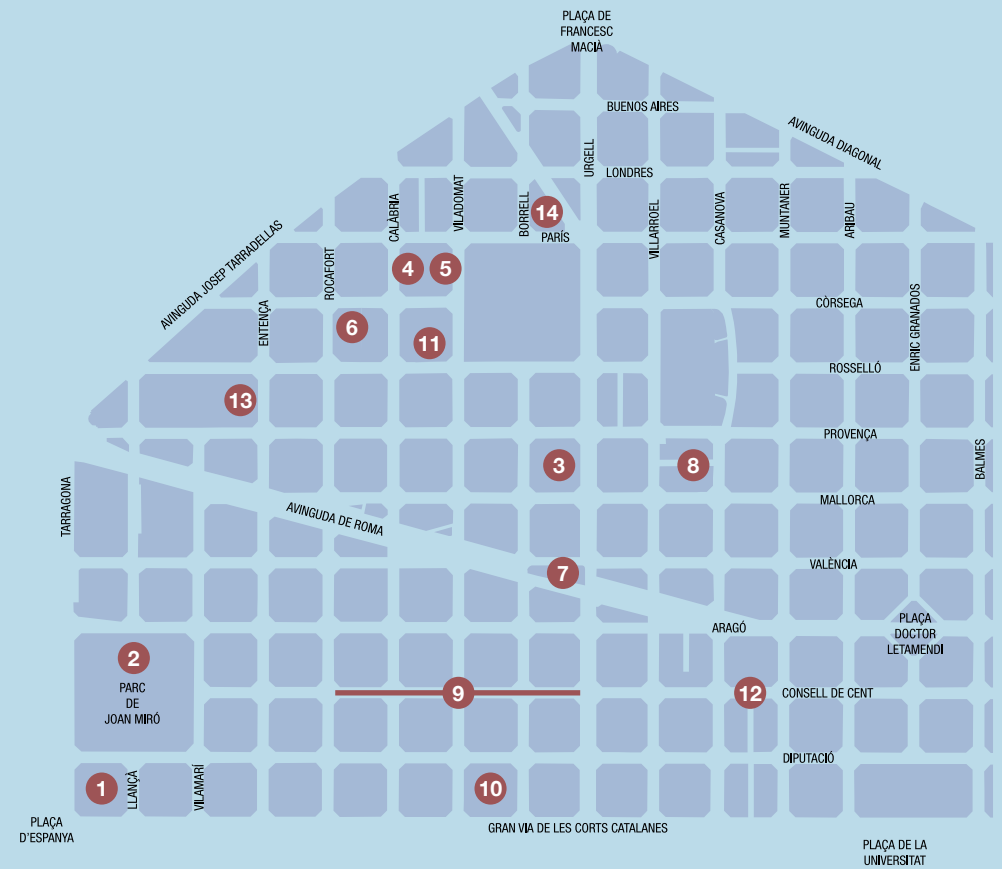 PLAÇA DE
FRANCESC
MACIÀ
BUENOS AIRES
AVINGUDA DIAGONAL
URGELL
LONDRES
CALÀBRIA
VILADOMAT
BORRELL
14
PARÍS
VILLARROEL
CASANOVA
MUNTANER
ARIBAU
AVINGUDA JOSEP TARRADELLAS
ROCAFORT
4
5
ENTENÇA
6
11
CÒRSEGA
ENRIC GRANADOS
ROSSELLÓ
13
PROVENÇA
3
8
BALMES
TARRAGONA
MALLORCA
AVINGUDA DE ROMA
7
VALÈNCIA
ARAGÓ
PLAÇA
DOCTOR
LETAMENDI
2
PARC
DE
JOAN MIRÓ
9
12
CONSELL DE CENT
DIPUTACIÓ
1
LLANÇÀ
VILAMARÍ
10
PLAÇA
D'ESPANYA
GRAN VIA DE LES CORTS CATALANES
PLAÇA DE LA
UNIVERSITAT